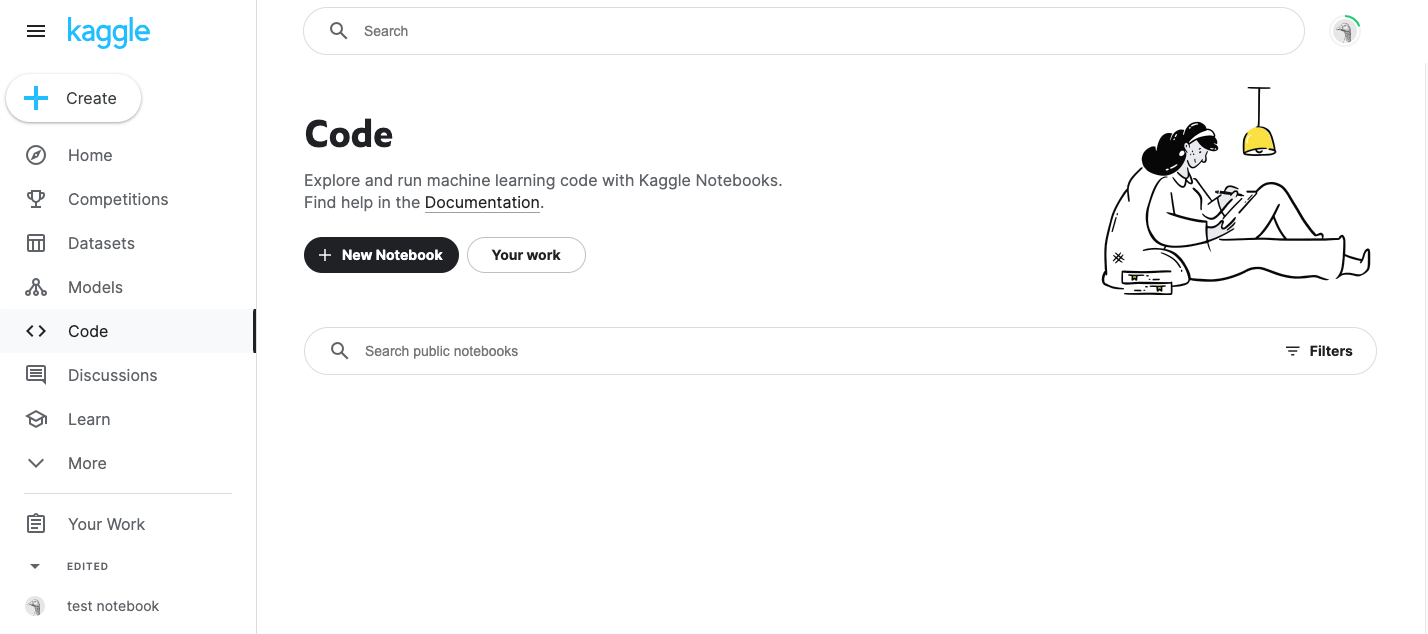 kaggle
Search
Create
Home
Competitions
Datasets
Models
Code
Discussions
Learn
More
Your Work
EDITED
test notebook
Code
Explore and run machine learning code with Kaggle Notebooks.
Find help in the Documentation.
New Notebook
Your work
Search public notebooks
Filters